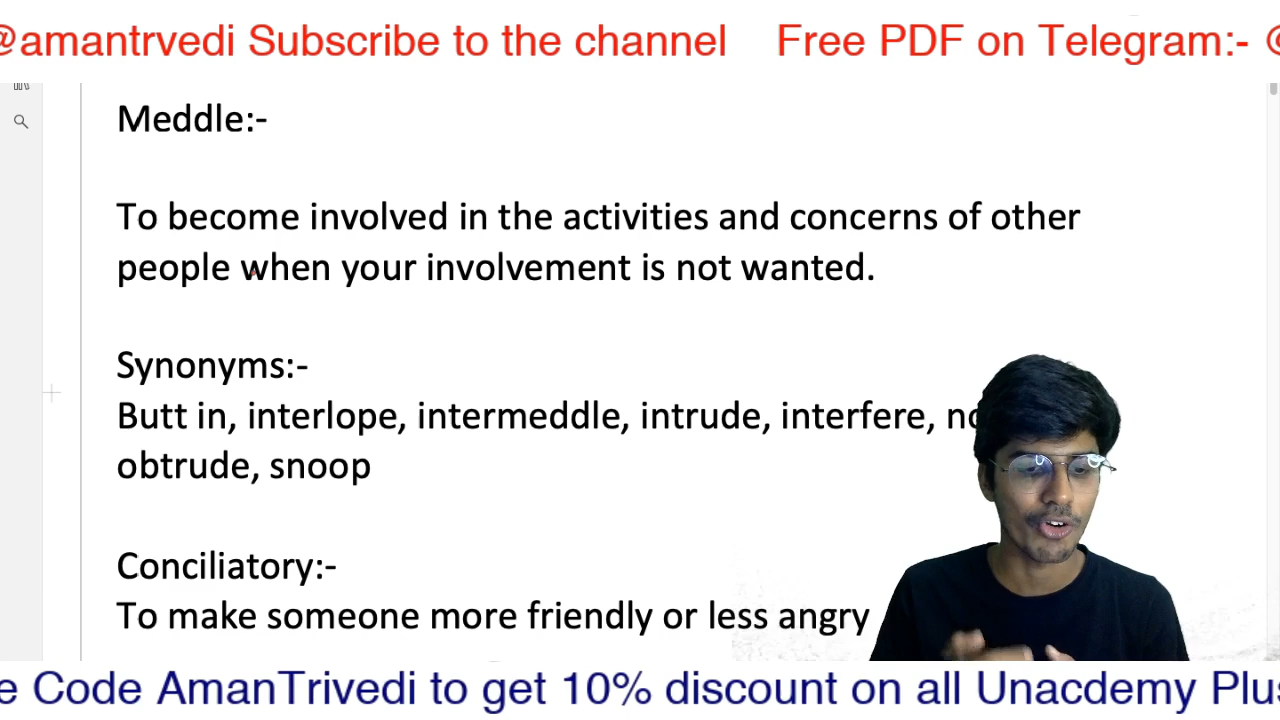 @amantrvedi Subscribe to the channel Free PDF on Telegram:- @
Meddle:-
To become involved in the activities and concerns of other
people when your involvement is not wanted.
Synonyms:-
Butt in, interlope, intermeddle, intrude, interfere,
obtrude, snoop
Conciliatory:-
To make someone more friendly or less angry
e Code AmanTrivedi to get 10% discount on all Unacdemy Plus